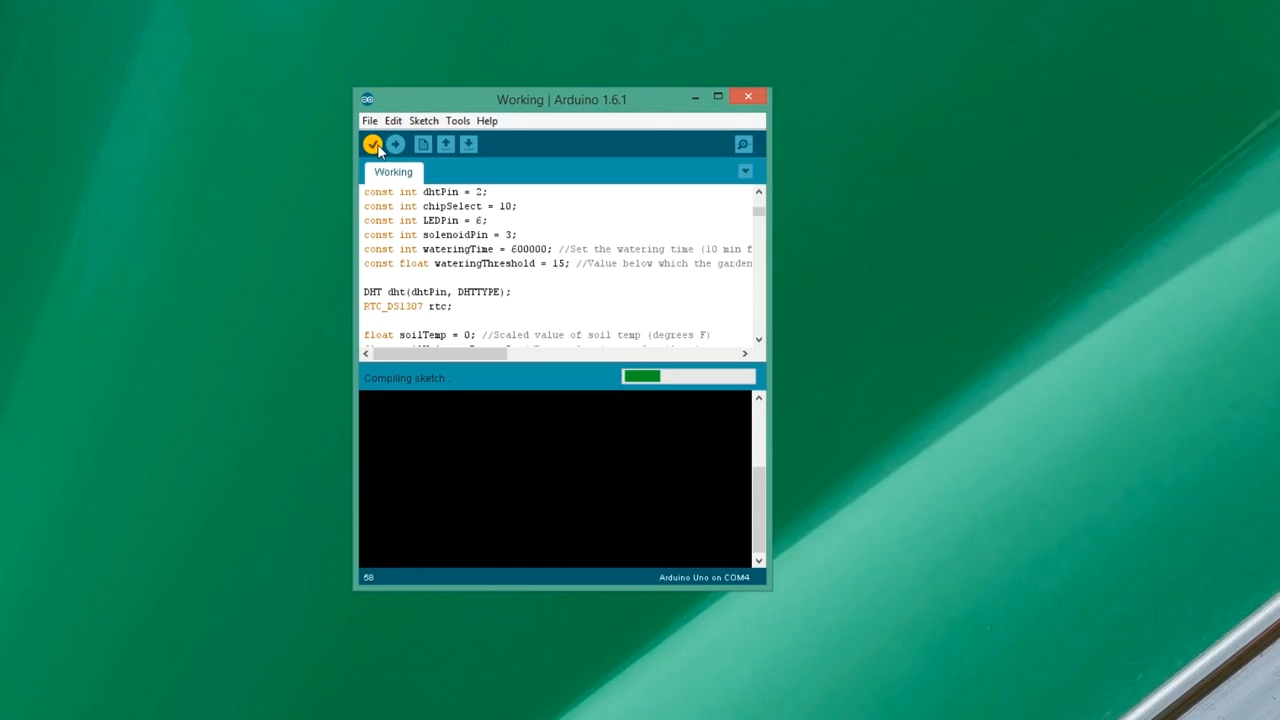 Working | Arduino 1.6.1
File Edit Sketch Tools Help
Working
const int dhtPin = 2;
const int chipSelect = 10;
const int LEDPin = 6;
const int solenoidPin = 3;
const int wateringTime = 600000; //Set the watering time (10 min f
const float wateringThreshold = 15; //Value below which the garden
DHT dht(dhtPin, DHTTYPE);
RTC_DS1307 rtc;
float soilTemp = 0; //Scaled value of soil temp (degrees F)
Compiling sketch...
58
Arduino Uno on COM4